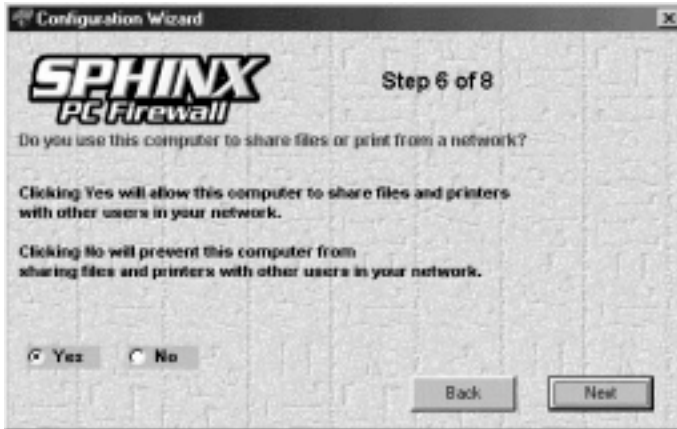 Configuration Wizard
SPHINX
PC Firewall
Step 6 of 8
Do you use this computer to share files or print from a network?
Clicking Yes will allow this computer to share files and printers
with other users in your network.
Clicking No will prevent this computer from
sharing files and printers with other users in your network.
Yes
No
Back
Next